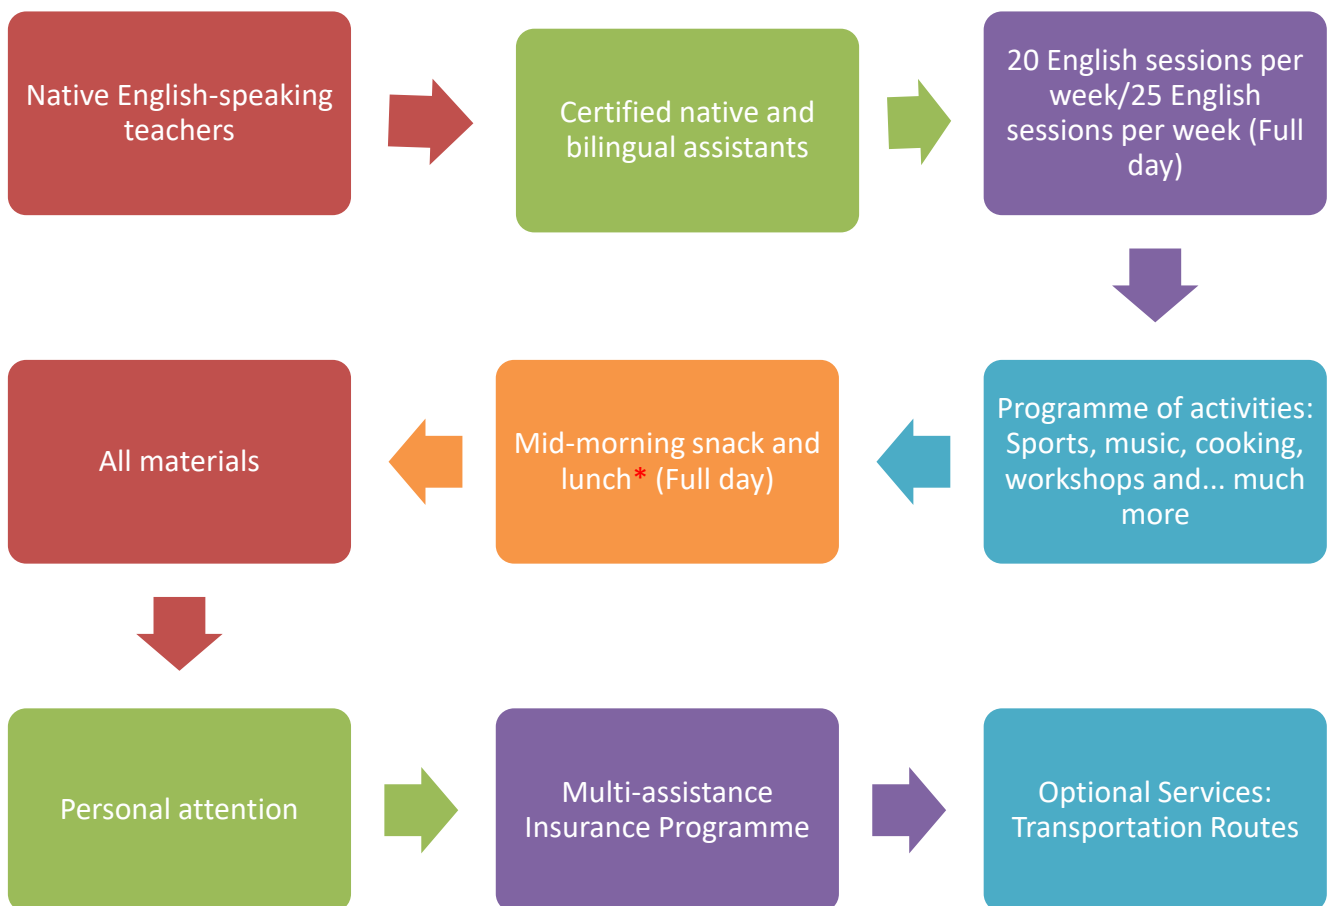 Native English-speaking
teachers
Certified native and
bilingual assistants
20 English sessions per
week/25 English
sessions per week (Full
day)
Programme of activities:
Sports, music, cooking,
workshops and... much
more
Mid-morning snack and
lunch* (Full day)
All materials
Personal attention
Multi-assistance
Insurance Programme
Optional Services:
Transportation Routes